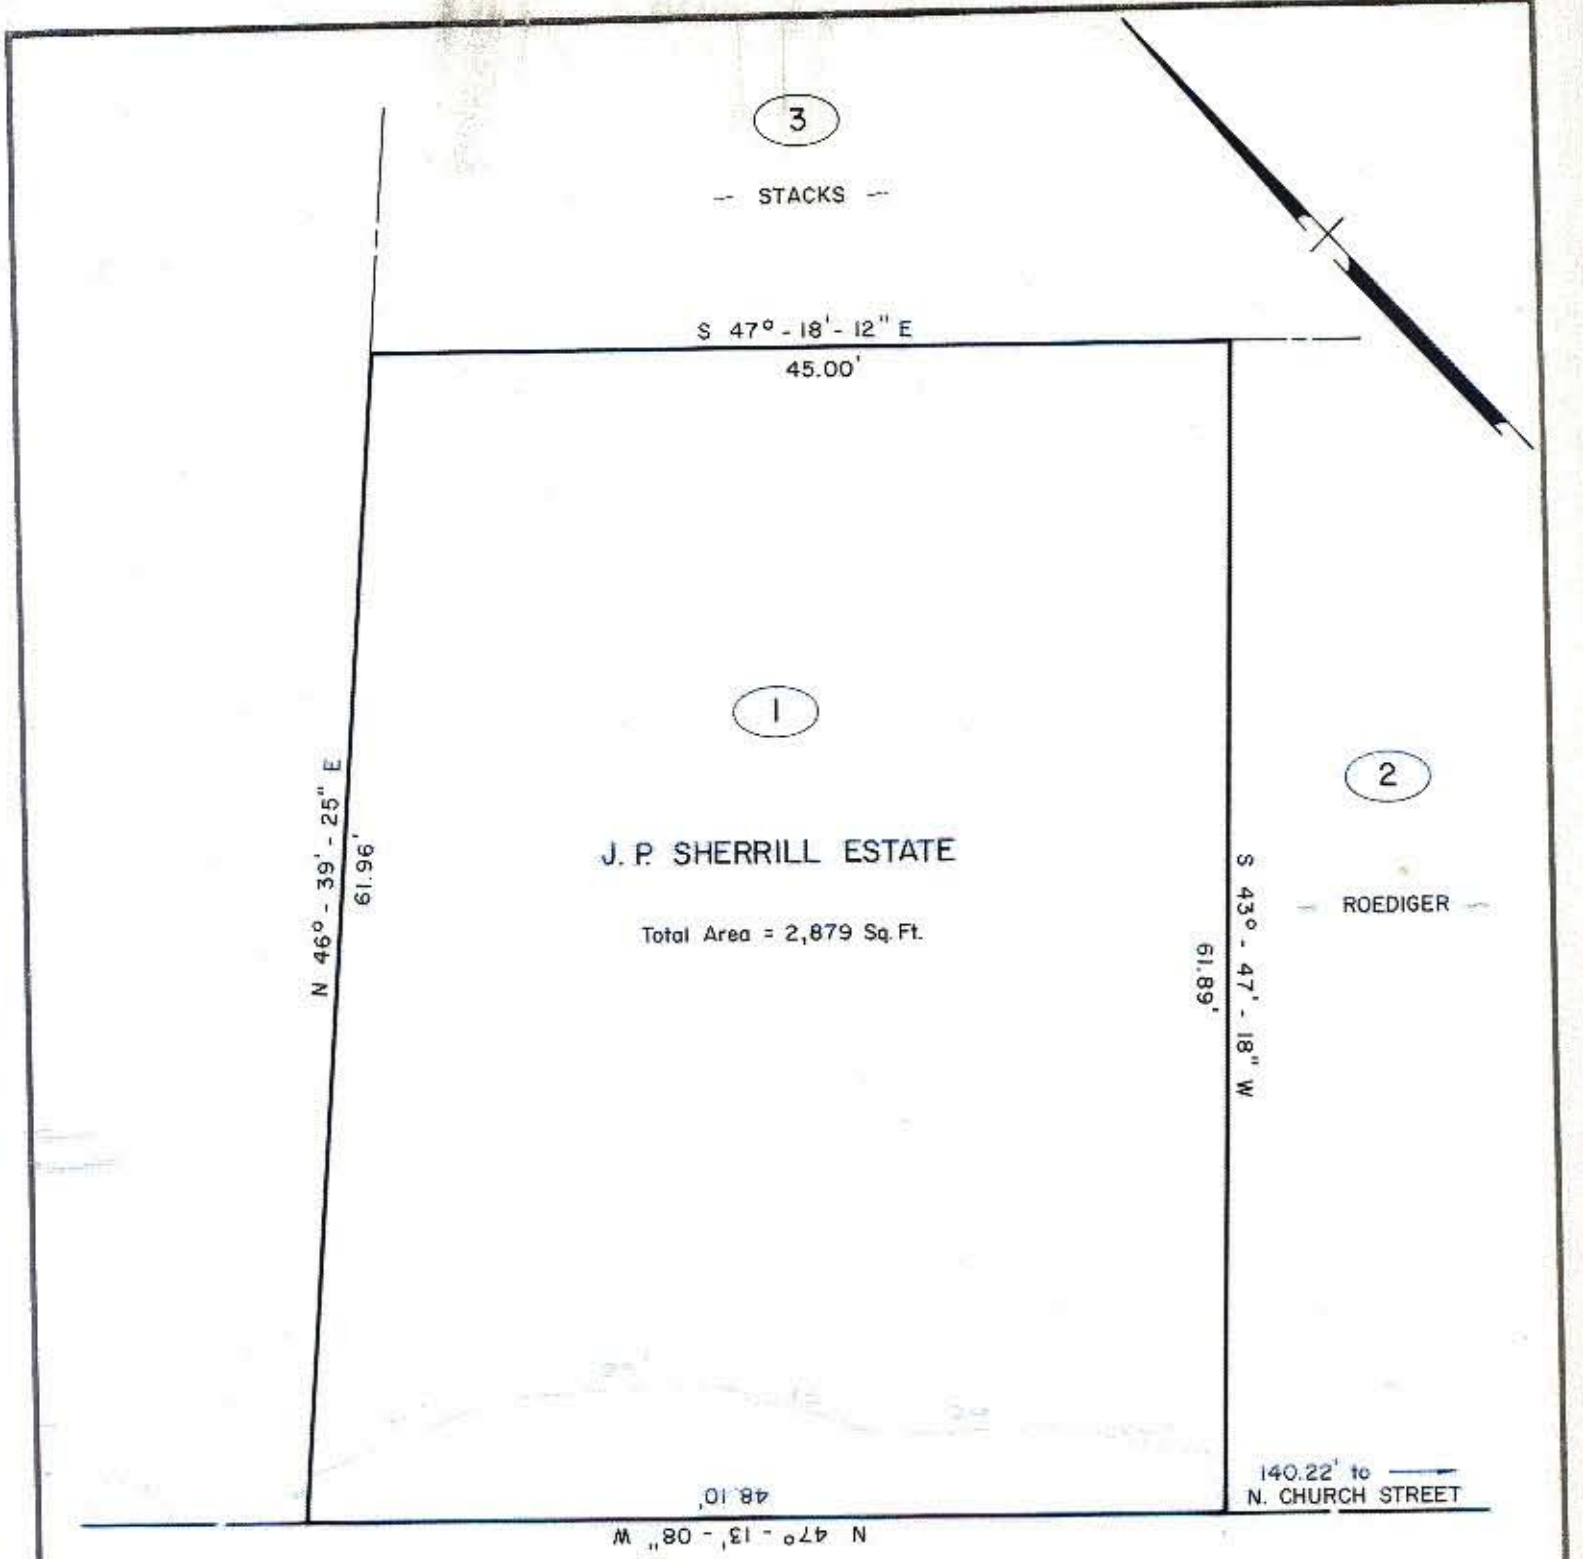 3
-- STACKS --
S 47° - 18' - 12" E
45.00'
1
2
N 46° - 39' - 25" E
61.96'
J. P. SHERRILL ESTATE
S 43° - 47' - 18" W
61.89'
- ROEDIGER -
Total Area = 2,879 Sq. Ft.
140.22' to
N. CHURCH STREET
48.10'
N 47° - 13' - 08" W